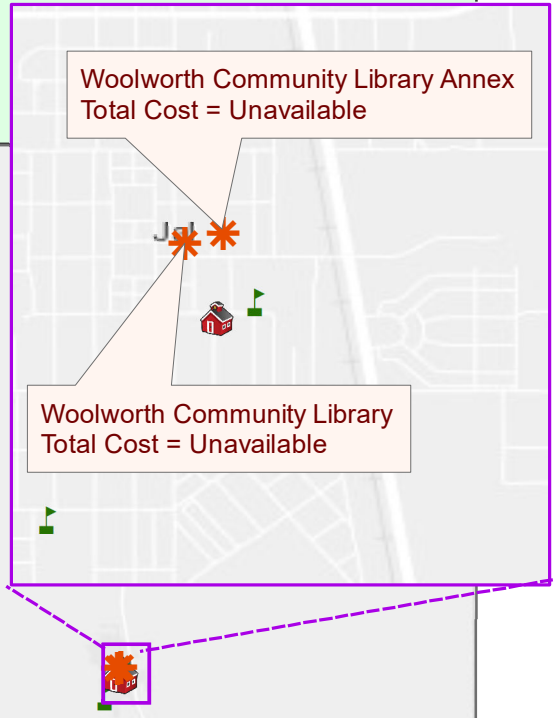 Woolworth Community Library Annex
Total Cost = Unavailable
Woolworth Community Library
Total Cost = Unavailable